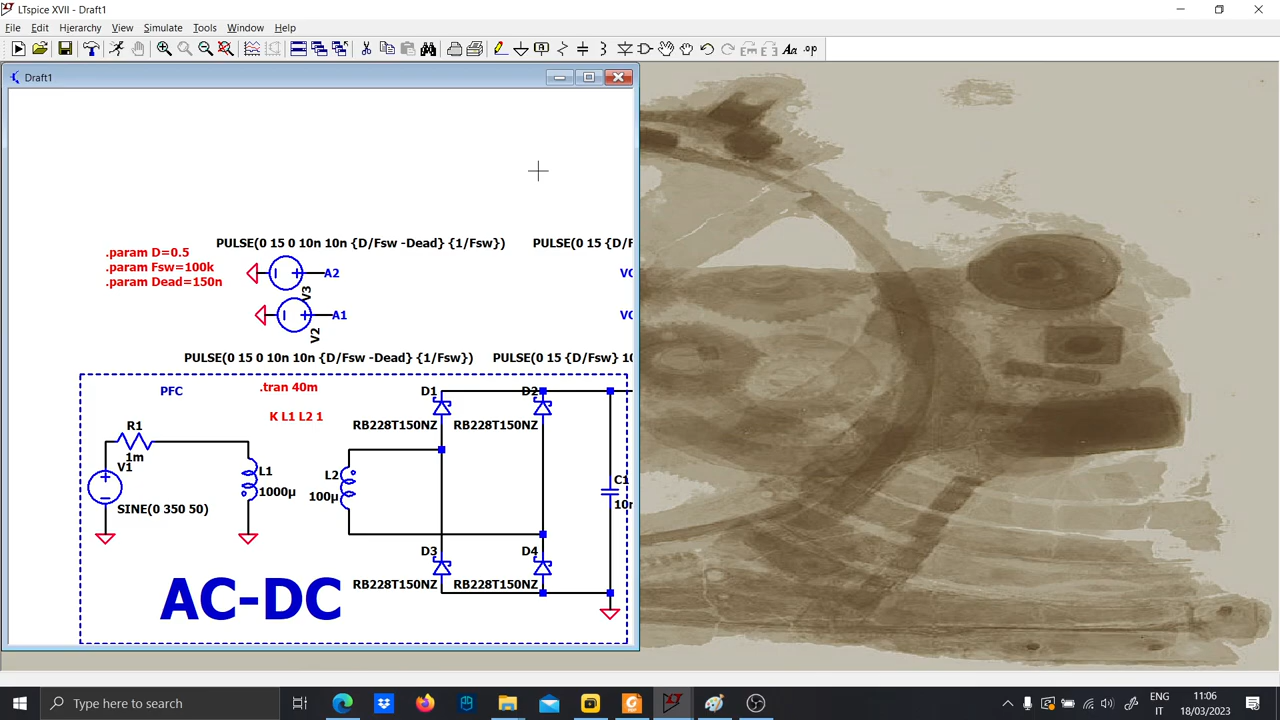 LTspice XVII - Draft1
File Edit Hierarchy View Simulate Tools Window Help
Draft1
PULSE(0 15 0 10n 10n {D/Fsw -Dead} {1/Fsw}) PULSE(0 15 {D/F
.param D=0.5
.param Fsw=100k
.param Dead=150n
A2
V3
A1
V2
PULSE(0 15 0 10n 10n {D/Fsw -Dead} {1/Fsw}) PULSE(0 15 {D/Fsw} 10
PFC
.tran 40m
K L1 L2 1
D1 D2
RB228T150NZ RB228T150NZ
R1
1m
V1
SINE(0 350 50)
L1
1000µ
L2
100µ
C1
10
D3 D4
RB228T150NZ RB228T150NZ
AC-DC
Type here to search
ENG
IT
11:06
18/03/2023